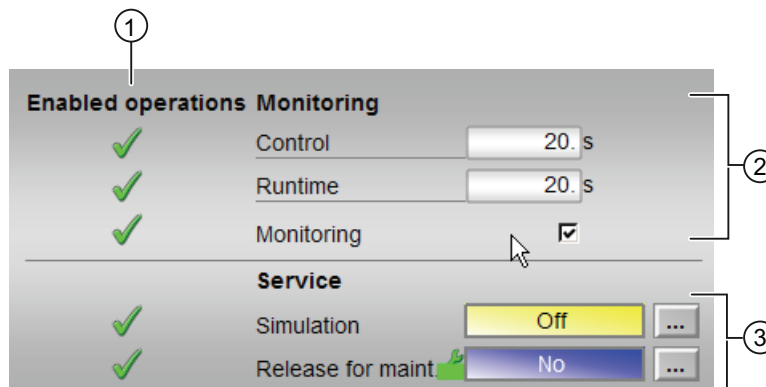 1
Enabled operations Monitoring
Control 20. s
Runtime 20. s
Monitoring
2
Service
Simulation Off ...
3
Release for maint. No ...